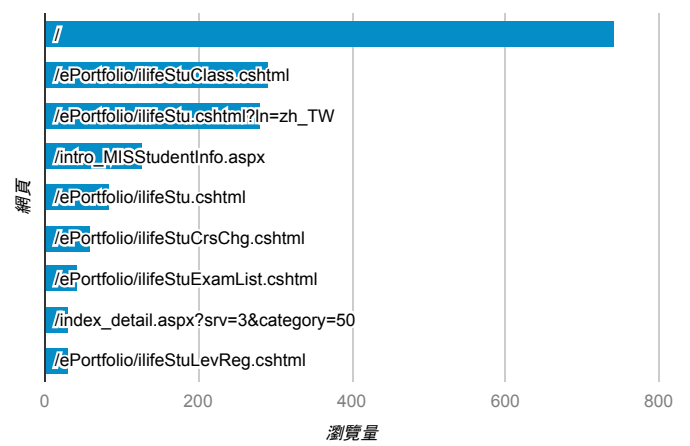 /
/ePortfolio/ilifeStuClass.cshtml
/ePortfolio/ilifeStu.cshtml?ln=zh_TW
/intro_MISStudentInfo.aspx
/ePortfolio/ilifeStu.cshtml
/ePortfolio/ilifeStuCrsChg.cshtml
/ePortfolio/ilifeStuExamList.cshtml
/index_detail.aspx?srv=3&category=50
/ePortfolio/ilifeStuLevReg.cshtml
網頁
0 200 400 600 800
瀏覽量